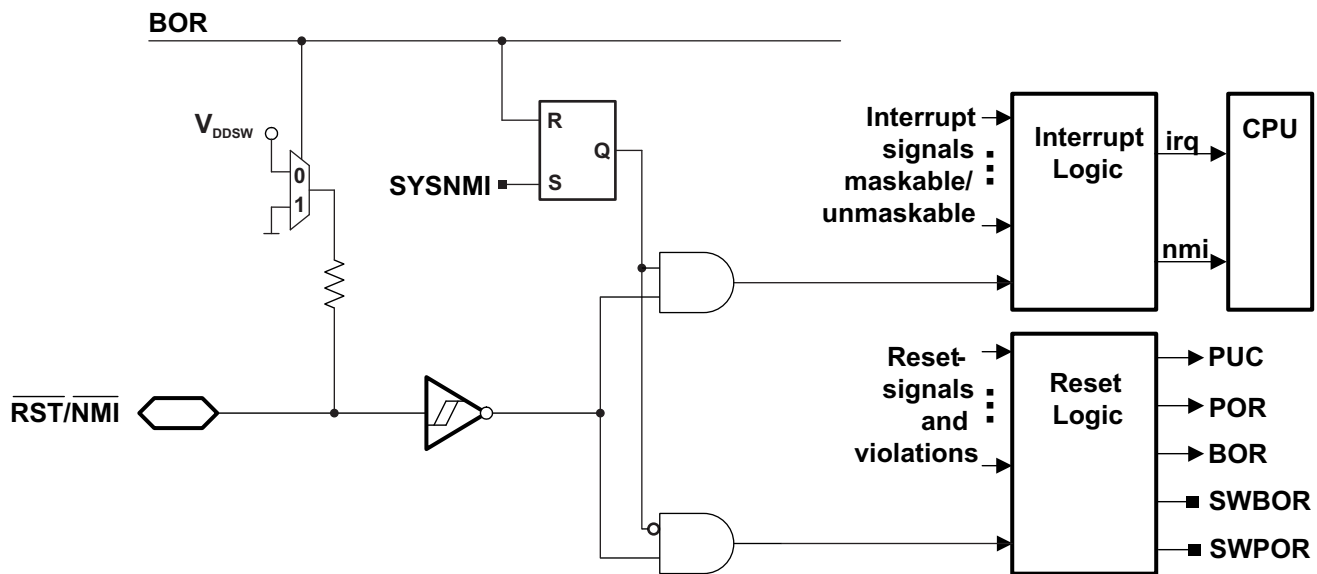 BOR
VDDSW
0
1
R
Q
S
SYSNMI
Interrupt
signals
maskable/
unmaskable
Interrupt
Logic
irq
nmi
CPU
RST/NMI
Reset-
signals
and
violations
Reset
Logic
PUC
POR
BOR
SWBOR
SWPOR